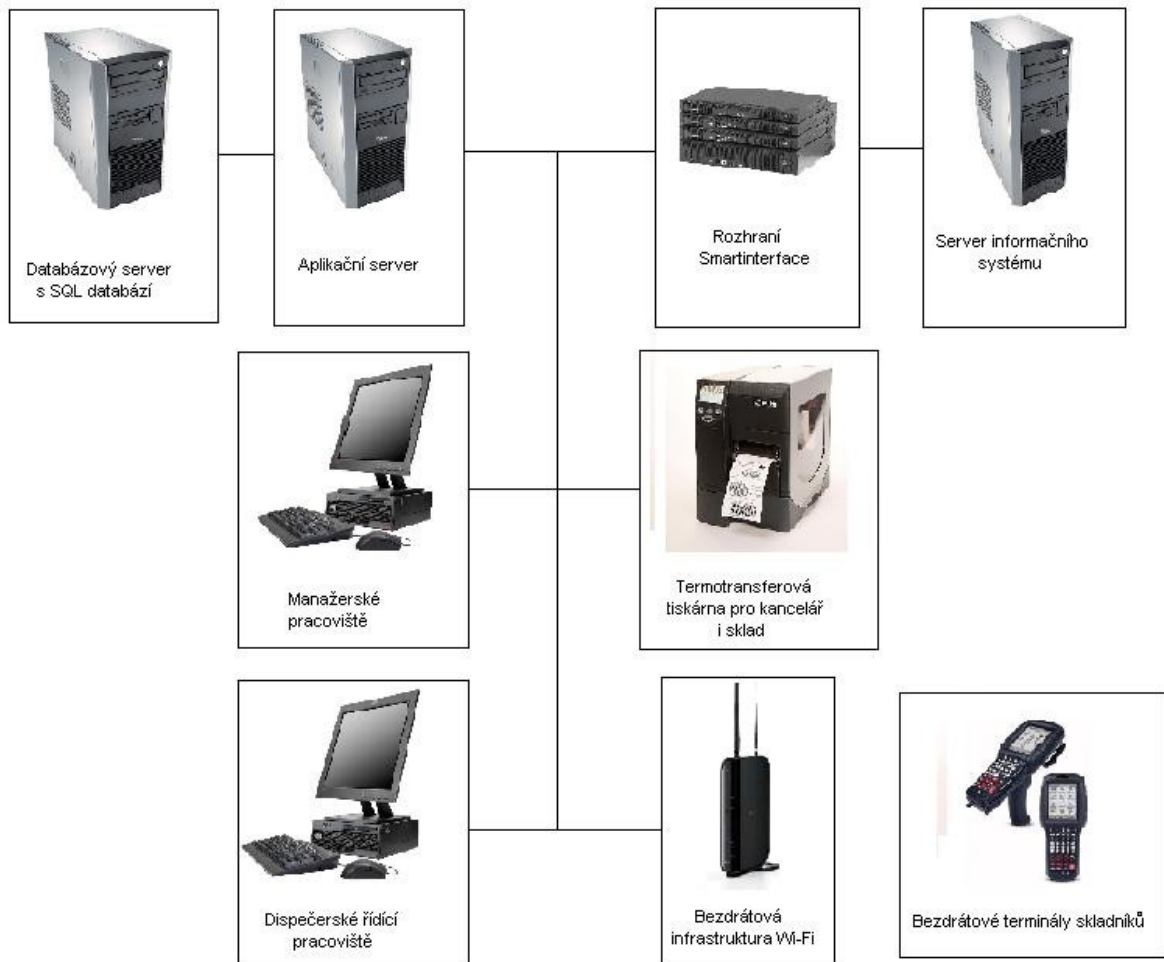 Databázový server
s SQL databází
Aplikační server
Rozhraní
Smartinterface
Server informačního
systému
Manažerské
pracoviště
Termotransferová
tiskárna pro kancelář
i sklad
Dispečerské řídící
pracoviště
Bezdrátová
infrastruktura Wi-Fi
Bezdrátové terminály skladníků